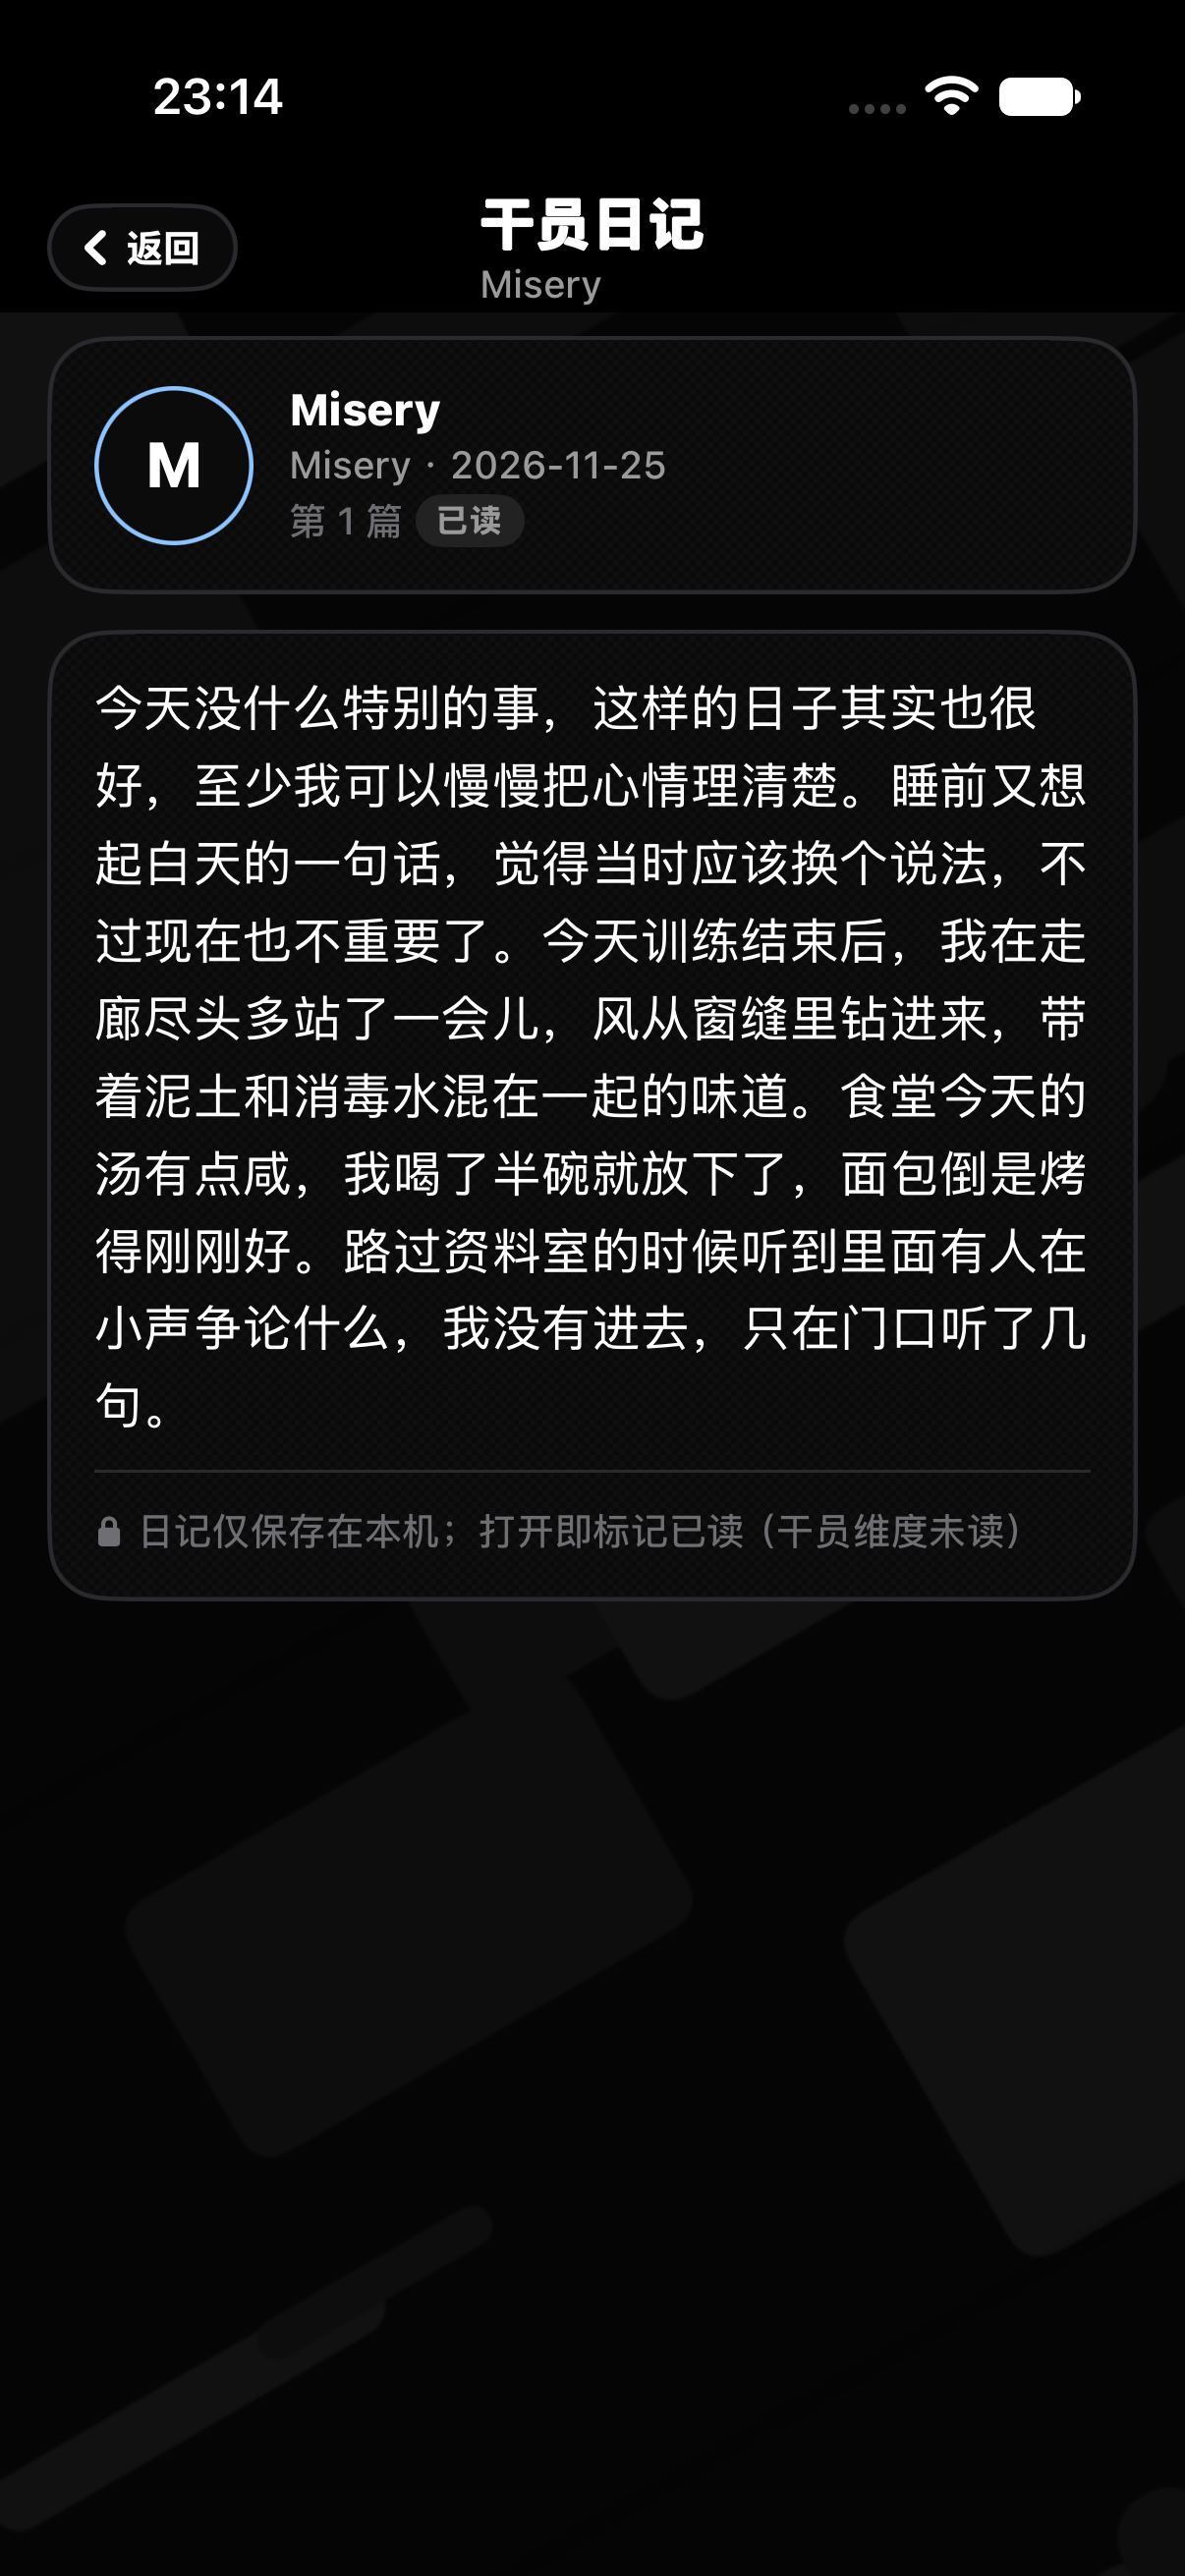 23:14
返回
干员日记
Misery
M
Misery
Misery · 2026-11-25
第 1 篇 已读
今天没什么特别的事，这样的日子其实也很
好，至少我可以慢慢把心情理清楚。睡前又想
起白天的一句话，觉得当时应该换个说法，不
过现在也不重要了。今天训练结束后，我在走
廊尽头多站了一会儿，风从窗缝里钻进来，带
着泥土和消毒水混在一起的味道。食堂今天的
汤有点咸，我喝了半碗就放下了，面包倒是烤
得刚刚好。路过资料室的时候听到里面有人在
小声争论什么，我没有进去，只在门口听了几
句。
日记仅保存在本机；打开即标记已读（干员维度未读）